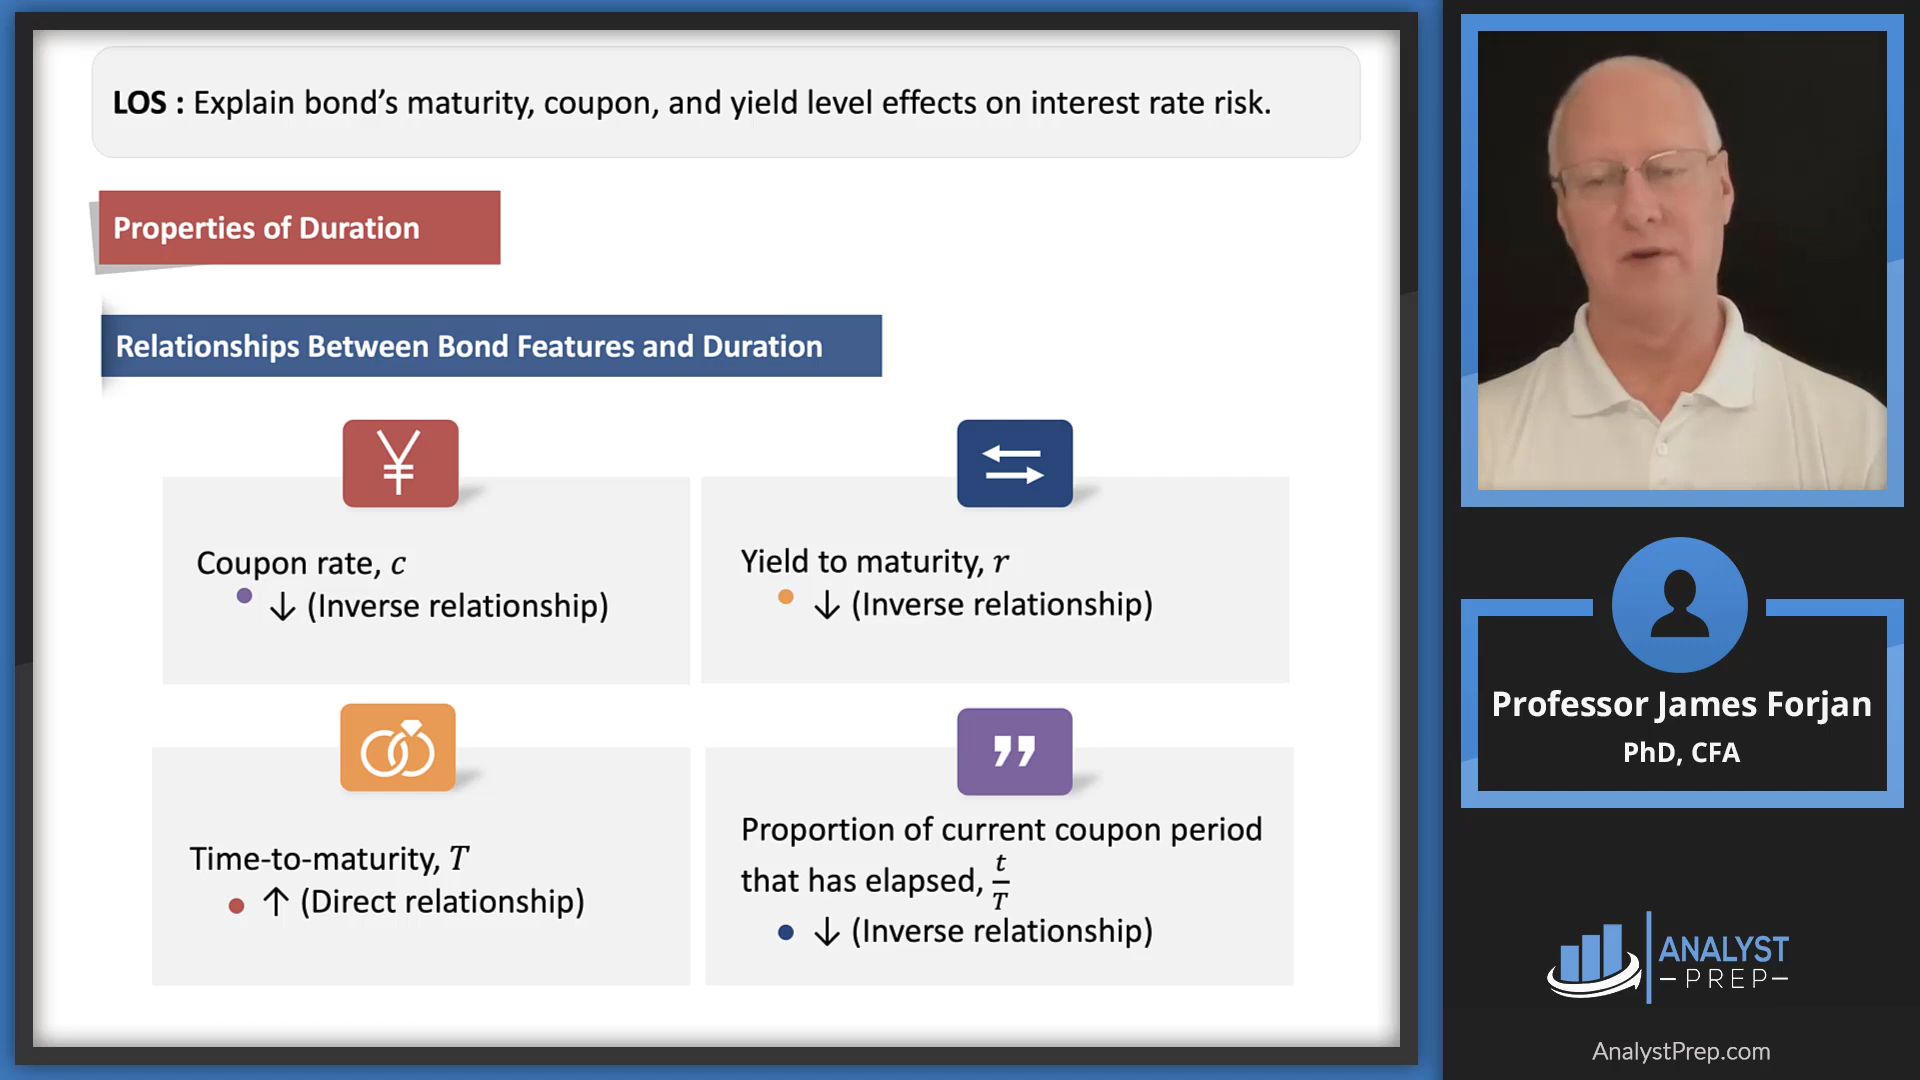 LOS : Explain bond’s maturity, coupon, and yield level effects on interest rate risk.
Properties of Duration
Relationships Between Bond Features and Duration
¥
Coupon rate, c
↓ (Inverse relationship)
Yield to maturity, r
↓ (Inverse relationship)
Time-to-maturity, T
↑ (Direct relationship)
”
Proportion of current coupon period
that has elapsed, t/T
↓ (Inverse relationship)
Professor James Forjan
PhD, CFA
ANALYST
PREP
AnalystPrep.com